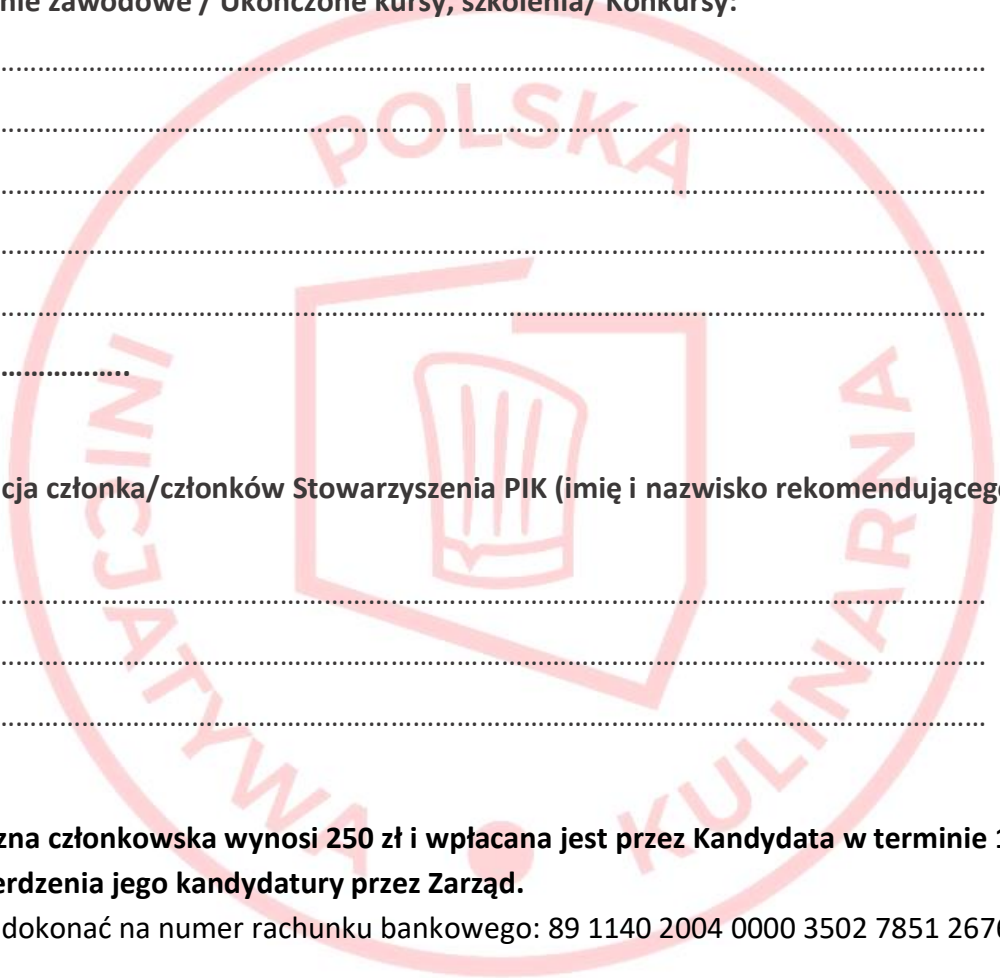 nie zawodowe / Ukończone kursy, szkolenia/ Konkursy:
POLSKA
INICJATYWA
KULINARNA
cja członka/członków Stowarzyszenia PIK (imię i nazwisko rekomendującego
zna członkowska wynosi 250 zł i wpłacana jest przez Kandydata w terminie 1
erdzenia jego kandydatury przez Zarząd.
dokonać na numer rachunku bankowego: 89 1140 2004 0000 3502 7851 2676